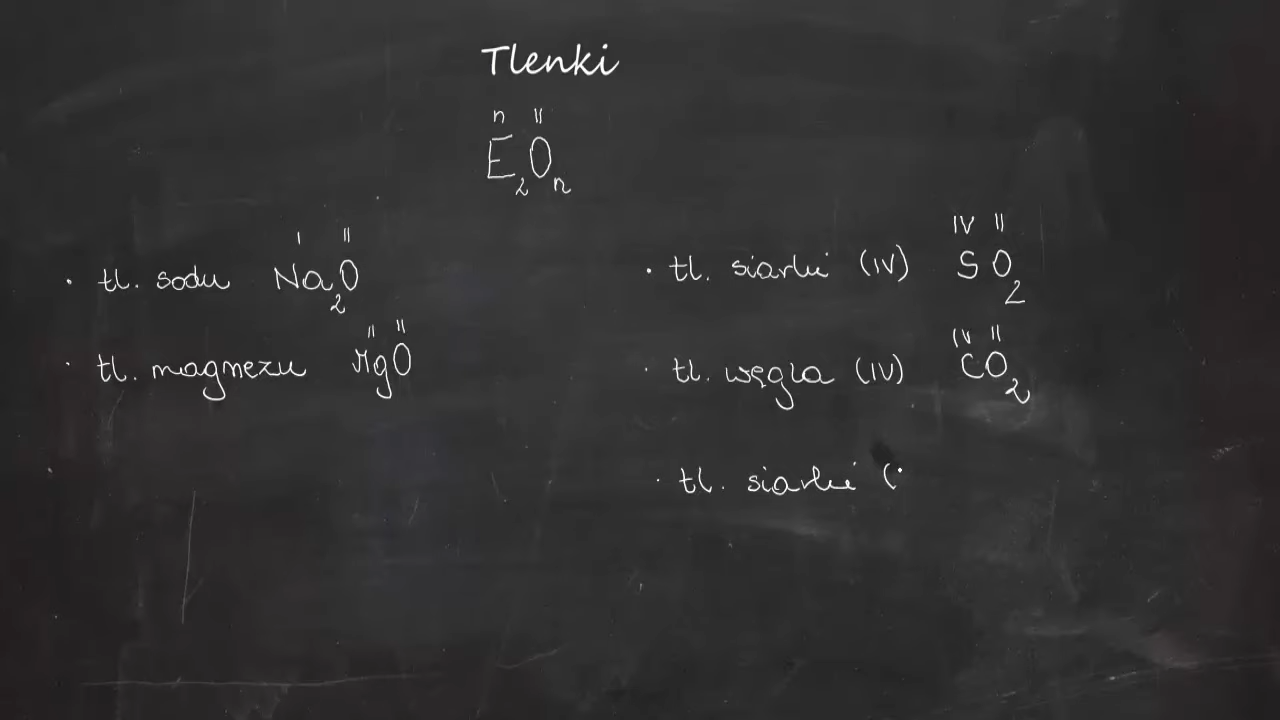 Tlenki
n II
E₂Oₙ
I II
· tl. sodu Na₂O
II II
· tl. magnezu MgO
IV II
· tl. siarki (IV) SO₂
IV II
· tl. węgla (IV) CO₂
· tl. siarki (